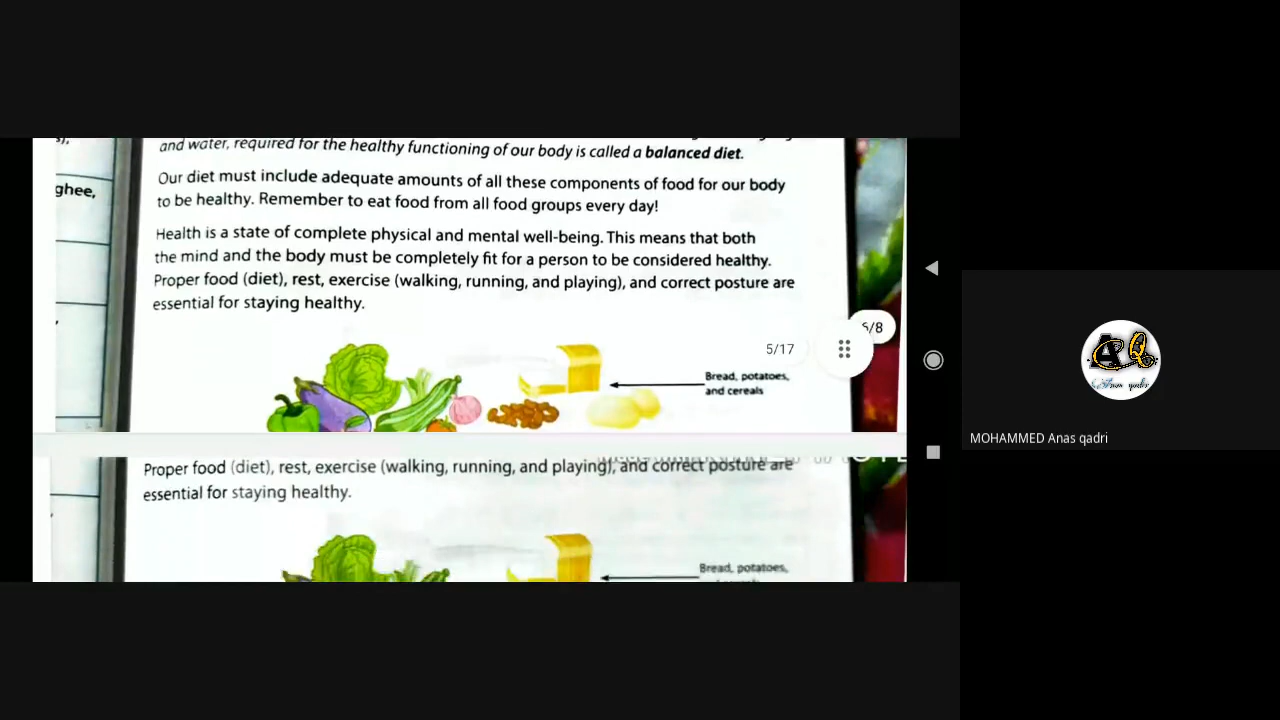 and water, required for the healthy functioning of our body is called a balanced diet.
ghee,
Our diet must include adequate amounts of all these components of food for our body
to be healthy. Remember to eat food from all food groups every day!
Health is a state of complete physical and mental well-being. This means that both
the mind and the body must be completely fit for a person to be considered healthy.
Proper food (diet), rest, exercise (walking, running, and playing), and correct posture are
essential for staying healthy.
6/8
5/17
Bread, potatoes,
and cereals
Proper food (diet), rest, exercise (walking, running, and playing), and correct posture are
essential for staying healthy.
Bread, potatoes,
AQ
Anas qadri
MOHAMMED Anas qadri